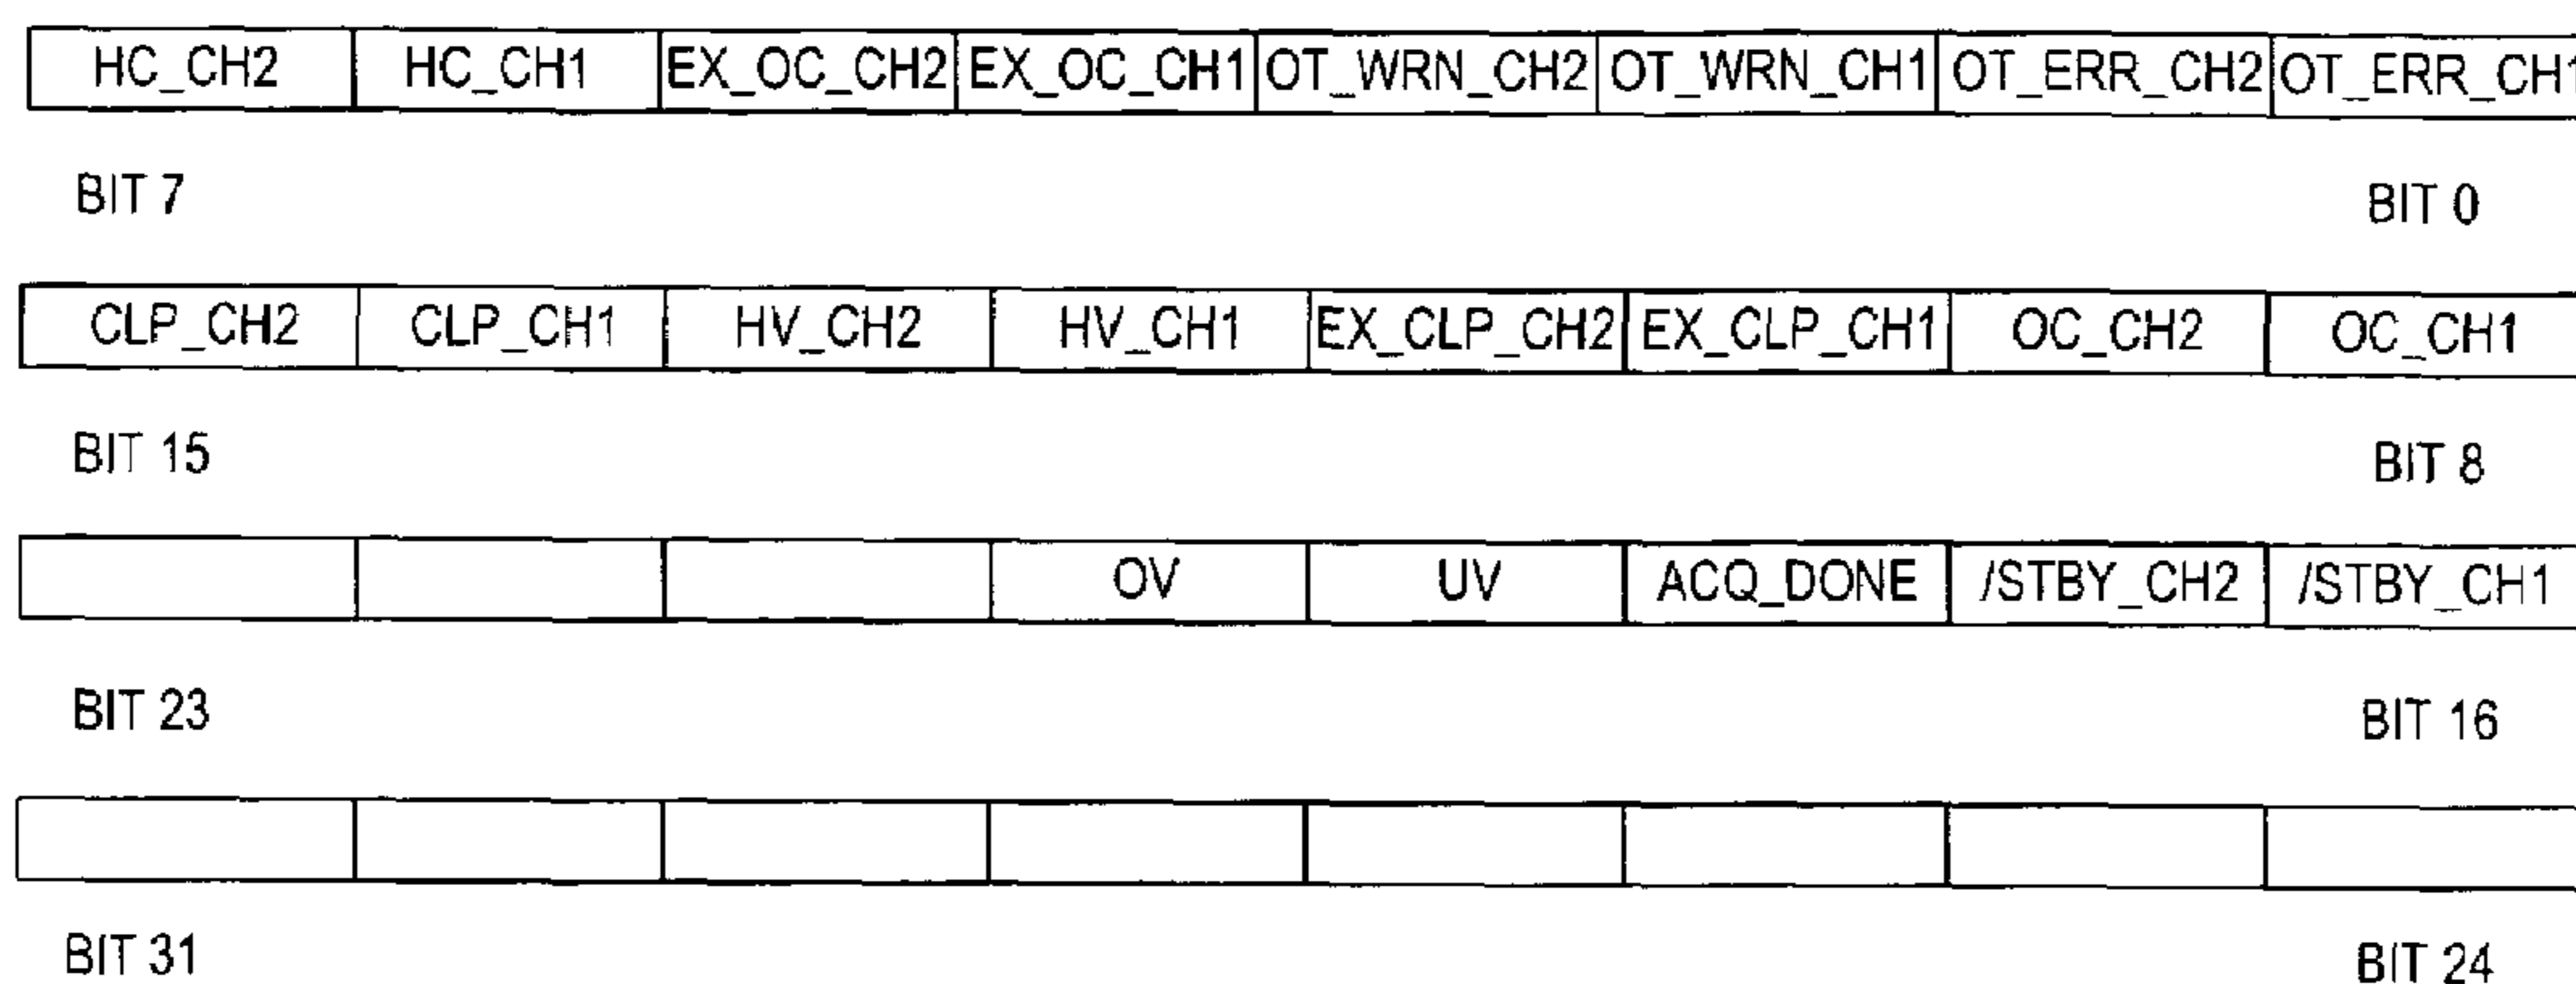 HC_CH2 HC_CH1 EX_OC_CH2 EX_OC_CH1 OT_WRN_CH2 OT_WRN_CH1 OT_ERR_CH2 OT_ERR_CH1
BIT 7 BIT 0
CLP_CH2 CLP_CH1 HV_CH2 HV_CH1 EX_CLP_CH2 EX_CLP_CH1 OC_CH2 OC_CH1
BIT 15 BIT 8
OV UV ACQ_DONE /STBY_CH2 /STBY_CH1
BIT 23 BIT 16
BIT 31 BIT 24